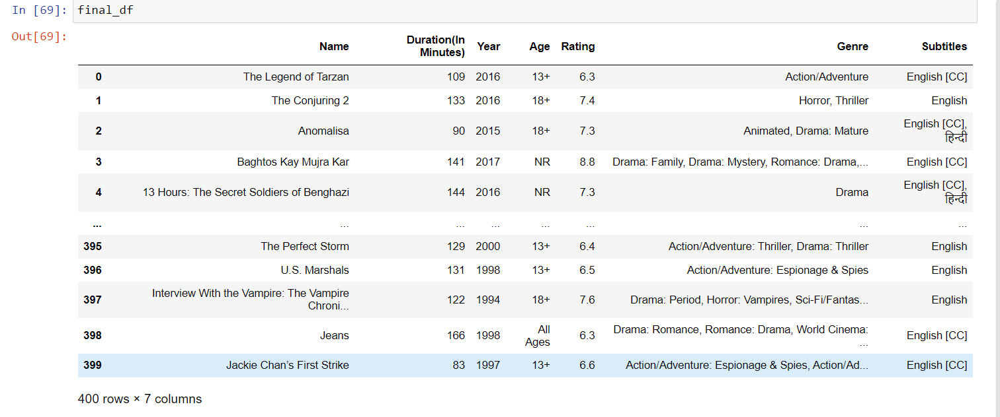 In [69]: final_df
Out[69]:
Name Duration(In Minutes) Year Age Rating Genre Subtitles
0 The Legend of Tarzan 109 2016 13+ 6.3 Action/Adventure English [CC]
1 The Conjuring 2 133 2016 18+ 7.4 Horror, Thriller English
2 Anomalisa 90 2015 18+ 7.3 Animated, Drama: Mature English [CC], हिन्दी
3 Baghtos Kay Mujra Kar 141 2017 NR 8.8 Drama: Family, Drama: Mystery, Romance: Drama,... English [CC]
4 13 Hours: The Secret Soldiers of Benghazi 144 2016 NR 7.3 Drama English [CC], हिन्दी
... ... ... ... ... ... ... ...
395 The Perfect Storm 129 2000 13+ 6.4 Action/Adventure: Thriller, Drama: Thriller English
396 U.S. Marshals 131 1998 13+ 6.5 Action/Adventure: Espionage & Spies English
397 Interview With the Vampire: The Vampire Chroni... 122 1994 18+ 7.6 Drama: Period, Horror: Vampires, Sci-Fi/Fantas... English
398 Jeans 166 1998 All Ages 6.3 Drama: Romance, Romance: Drama, World Cinema: ... English [CC]
399 Jackie Chan’s First Strike 83 1997 13+ 6.6 Action/Adventure: Espionage & Spies, Action/Ad... English [CC]
400 rows × 7 columns